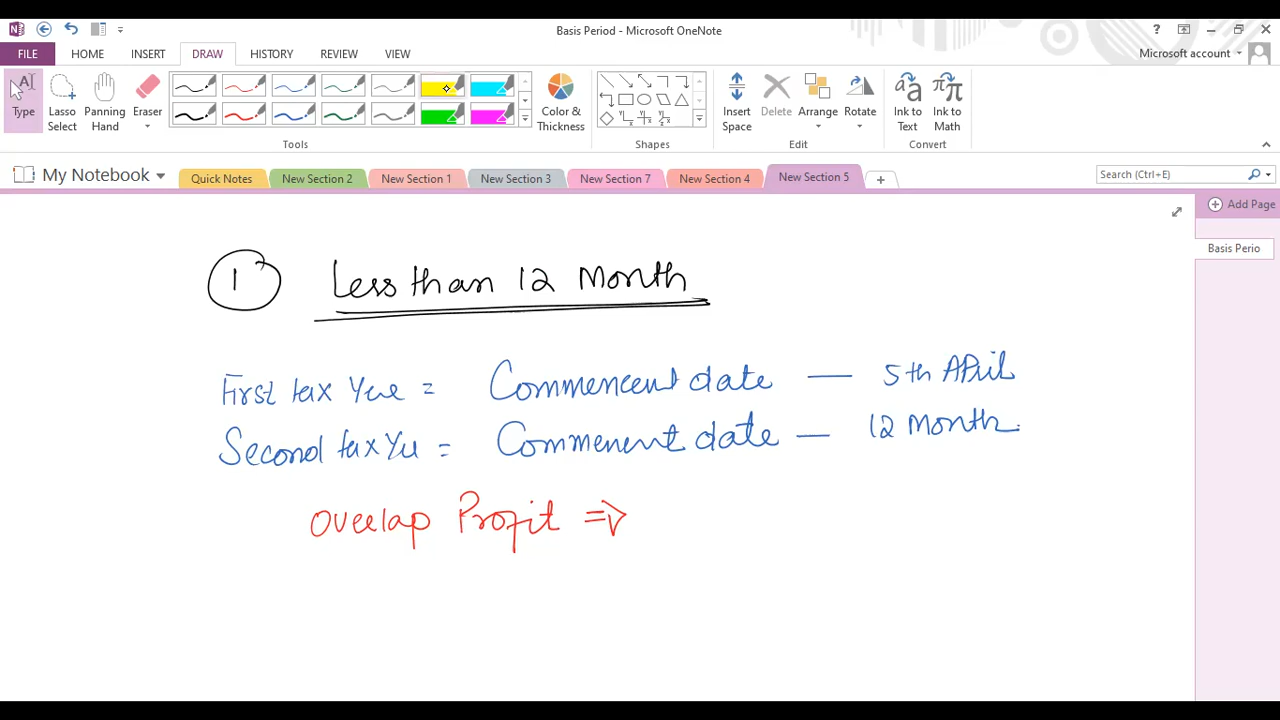 Basis Period - Microsoft OneNote
?
FILE HOME INSERT DRAW HISTORY REVIEW VIEW
Microsoft account
Type
Lasso Select
Panning Hand
Eraser
Color & Thickness
Insert Space
Delete
Arrange
Rotate
Ink to Text
Ink to Math
Tools Shapes Edit Convert
My Notebook Quick Notes New Section 2 New Section 1 New Section 3 New Section 7 New Section 4 New Section 5
Search (Ctrl+E)
Add Page
Basis Perio
1 Less than 12 Month
First tax Yue = Commenceent date — 5th APril
Second tax Yu = Commenent date — 12 Month
Overlap Profit =>